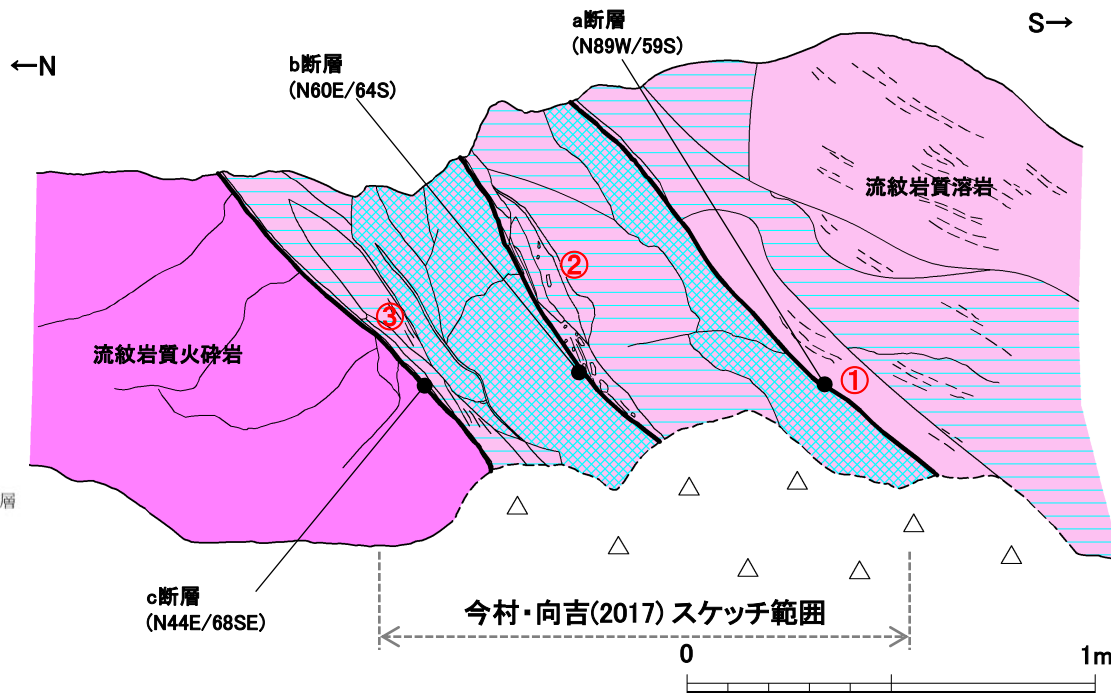 a断層
(N89W/59S)
S→
←N
b断層
(N60E/64S)
流紋岩質溶岩
②
③
流紋岩質火砕岩
①
層
c断層
(N44E/68SE)
今村・向吉(2017) スケッチ範囲
0 1m